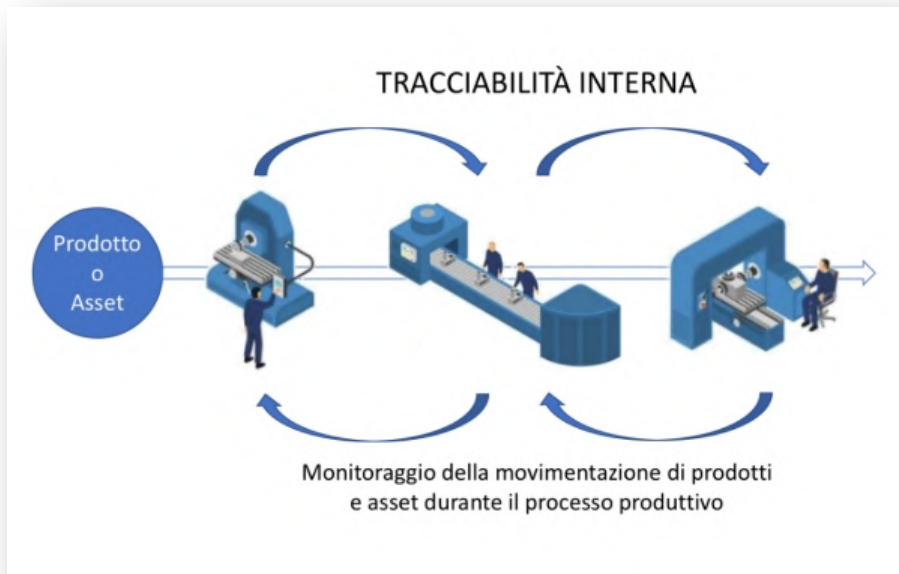 TRACCIABILITÀ INTERNA
Prodotto
o
Asset
Monitoraggio della movimentazione di prodotti
e asset durante il processo produttivo